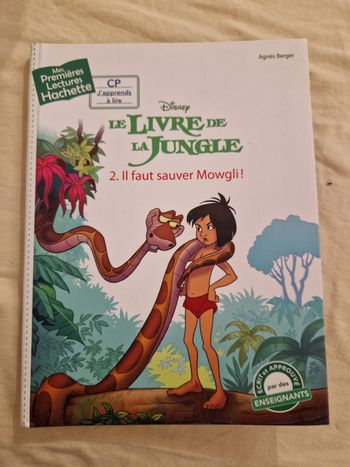 Agnès Berger
Mes
Premières
Lectures
Hachette
CP
J'apprends
à lire
Disney
LE LIVRE DE
LA JUNGLE
2. Il faut sauver Mowgli !
ÉCRIT et APPROUVÉ
par des
ENSEIGNANTS